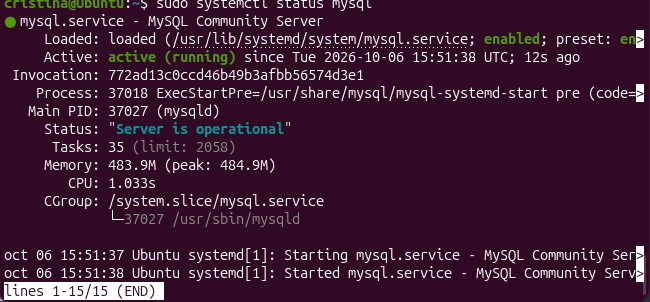 cristina@Ubuntu:~$ sudo systemctl status mysql
● mysql.service - MySQL Community Server
Loaded: loaded (/usr/lib/systemd/system/mysql.service; enabled; preset: en>
Active: active (running) since Tue 2026-10-06 15:51:38 UTC; 12s ago
Invocation: 772ad13c0ccd46b49b3afbb56574d3e1
Process: 37018 ExecStartPre=/usr/share/mysql/mysql-systemd-start pre (code=>
Main PID: 37027 (mysqld)
Status: "Server is operational"
Tasks: 35 (limit: 2058)
Memory: 483.9M (peak: 484.9M)
CPU: 1.033s
CGroup: /system.slice/mysql.service
└─37027 /usr/sbin/mysqld
oct 06 15:51:37 Ubuntu systemd[1]: Starting mysql.service - MySQL Community Ser>
oct 06 15:51:38 Ubuntu systemd[1]: Started mysql.service - MySQL Community Serv>
lines 1-15/15 (END)